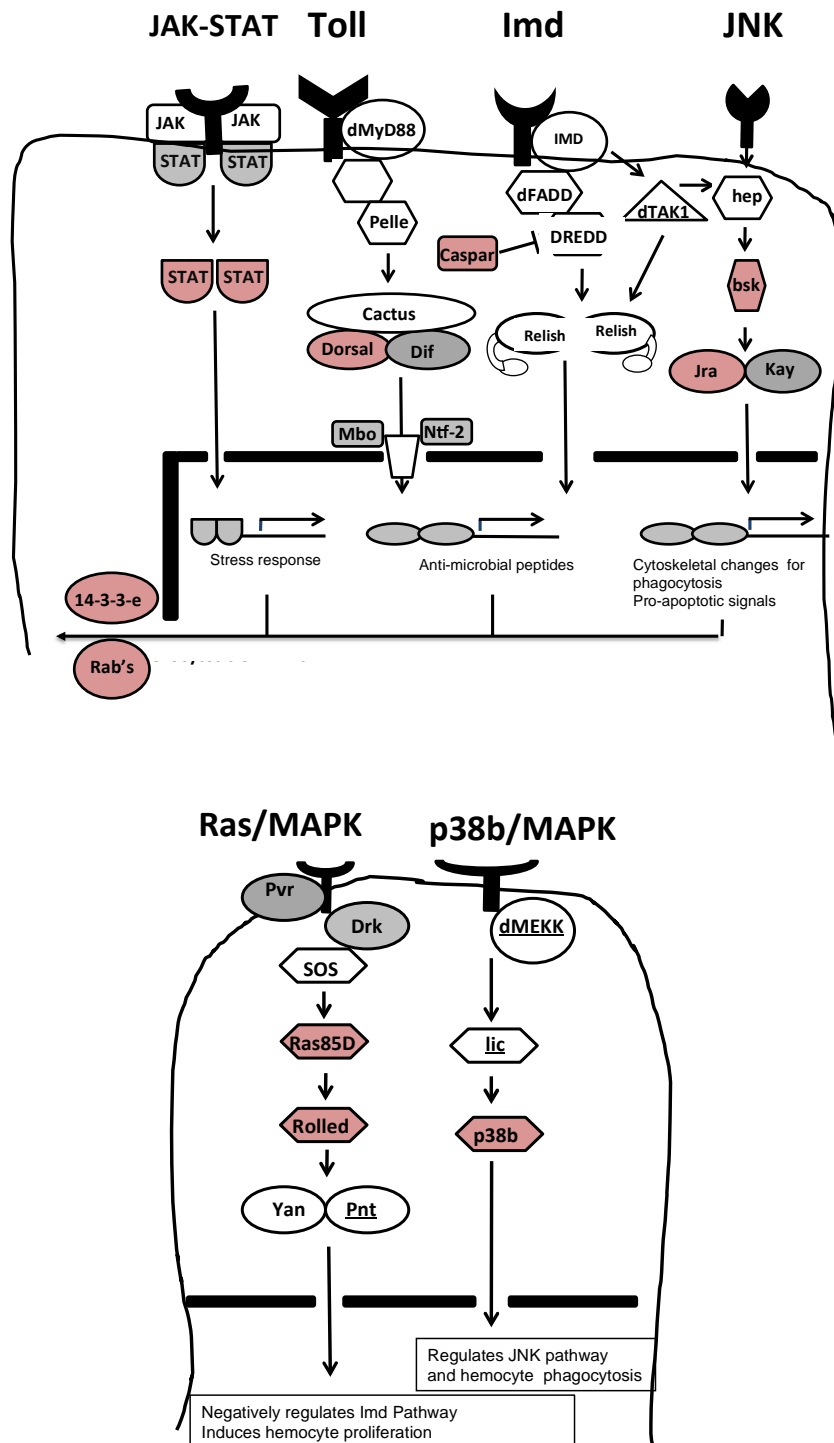 JAK-STAT Toll Imd JNK
JAK JAK
STAT STAT
dMyD88
IMD
Pelle
dFADD
dTAK1
hep
Caspar
DREDD
STAT STAT
bsk
Cactus
Dorsal Dif
Relish Relish
Jra Kay
Mbo Ntf-2
Stress response
Anti-microbial peptides
Cytoskeletal changes for
phagocytosis
Pro-apoptotic signals
14-3-3-e
Rab's
Ras/MAPK p38b/MAPK
Pvr
Drk
dMEKK
SOS
Ras85D
lic
Rolled
p38b
Yan Pnt
Regulates JNK pathway
and hemocyte phagocytosis
Negatively regulates Imd Pathway
Induces hemocyte proliferation